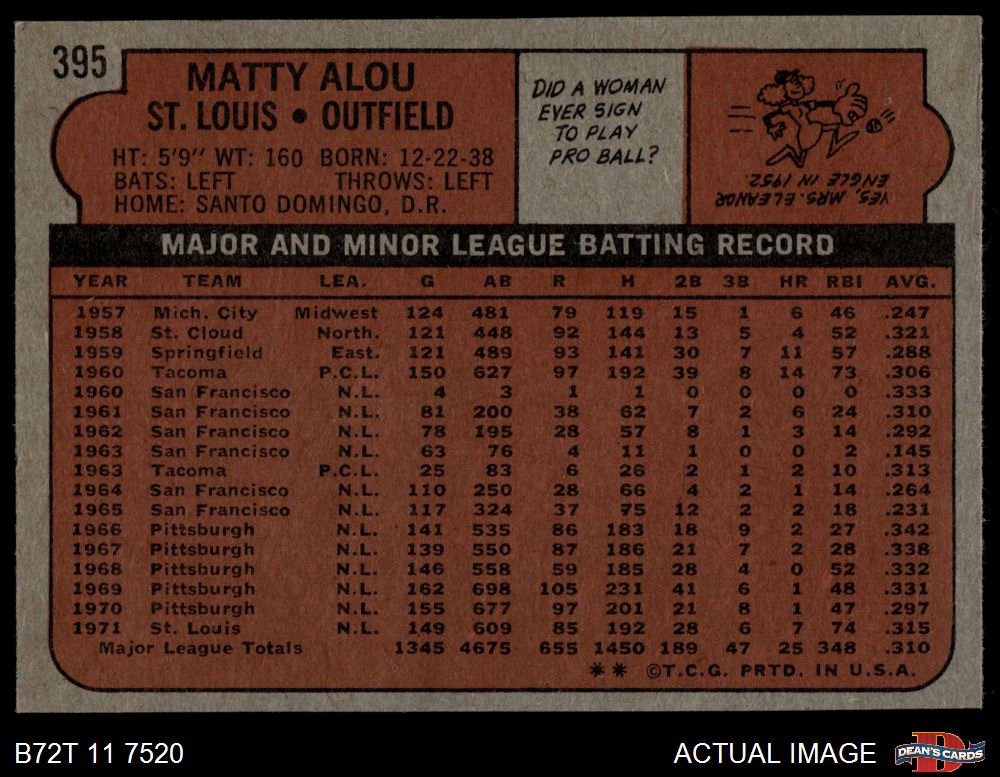 395
MATTY ALOU
ST. LOUIS • OUTFIELD
HT: 5'9" WT: 160 BORN: 12-22-38
BATS: LEFT THROWS: LEFT
HOME: SANTO DOMINGO, D.R.
DID A WOMAN
EVER SIGN
TO PLAY
PRO BALL?
YES, MRS. ELEANOR
ENGLE IN 1952.
MAJOR AND MINOR LEAGUE BATTING RECORD
YEAR TEAM LEA. G AB R H 2B 3B HR RBI AVG.
1957 Mich. City Midwest 124 481 79 119 15 1 6 46 .247
1958 St. Cloud North. 121 448 92 144 13 5 4 52 .321
1959 Springfield East. 121 489 93 141 30 7 11 57 .288
1960 Tacoma P.C.L. 150 627 97 192 39 8 14 73 .306
1960 San Francisco N.L. 4 3 1 1 0 0 0 0 .333
1961 San Francisco N.L. 81 200 38 62 7 2 6 24 .310
1962 San Francisco N.L. 78 195 28 57 8 1 3 14 .292
1963 San Francisco N.L. 63 76 4 11 1 0 0 2 .145
1963 Tacoma P.C.L. 25 83 6 26 2 1 2 10 .313
1964 San Francisco N.L. 110 250 28 66 4 2 1 14 .264
1965 San Francisco N.L. 117 324 37 75 12 2 2 18 .231
1966 Pittsburgh N.L. 141 535 86 183 18 9 2 27 .342
1967 Pittsburgh N.L. 139 550 87 186 21 7 2 28 .338
1968 Pittsburgh N.L. 146 558 59 185 28 4 0 52 .332
1969 Pittsburgh N.L. 162 698 105 231 41 6 1 48 .331
1970 Pittsburgh N.L. 155 677 97 201 21 8 1 47 .297
1971 St. Louis N.L. 149 609 85 192 28 6 7 74 .315
Major League Totals 1345 4675 655 1450 189 47 25 348 .310
** ©T.C.G. PRTD. IN U.S.A.
B72T 11 7520
ACTUAL IMAGE
DEAN'S CARDS